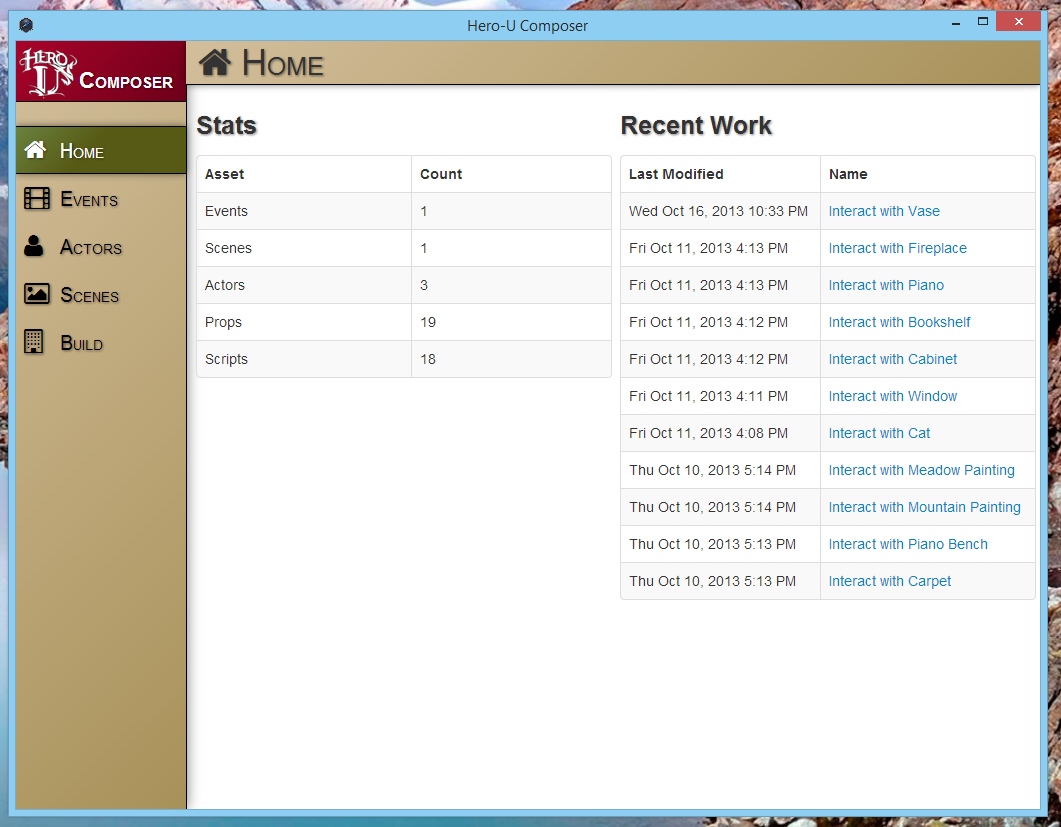 Hero-U Composer
HERO
U
COMPOSER
HOME
HOME
EVENTS
ACTORS
SCENES
BUILD
Stats
Asset Count
Events 1
Scenes 1
Actors 3
Props 19
Scripts 18
Recent Work
Last Modified Name
Wed Oct 16, 2013 10:33 PM Interact with Vase
Fri Oct 11, 2013 4:13 PM Interact with Fireplace
Fri Oct 11, 2013 4:13 PM Interact with Piano
Fri Oct 11, 2013 4:12 PM Interact with Bookshelf
Fri Oct 11, 2013 4:12 PM Interact with Cabinet
Fri Oct 11, 2013 4:11 PM Interact with Window
Fri Oct 11, 2013 4:08 PM Interact with Cat
Thu Oct 10, 2013 5:14 PM Interact with Meadow Painting
Thu Oct 10, 2013 5:14 PM Interact with Mountain Painting
Thu Oct 10, 2013 5:13 PM Interact with Piano Bench
Thu Oct 10, 2013 5:13 PM Interact with Carpet